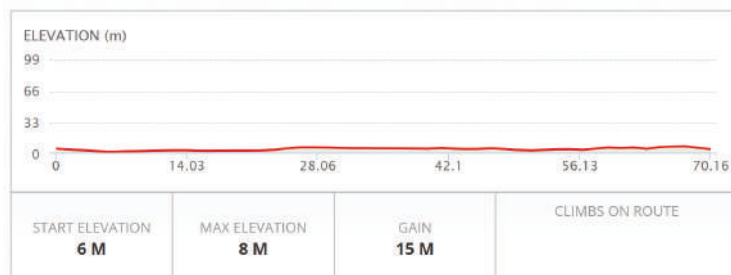 ELEVATION (m)
99
66
33
0
0 14.03 28.06 42.1 56.13 70.16
START ELEVATION MAX ELEVATION GAIN CLIMBS ON ROUTE
6 M 8 M 15 M